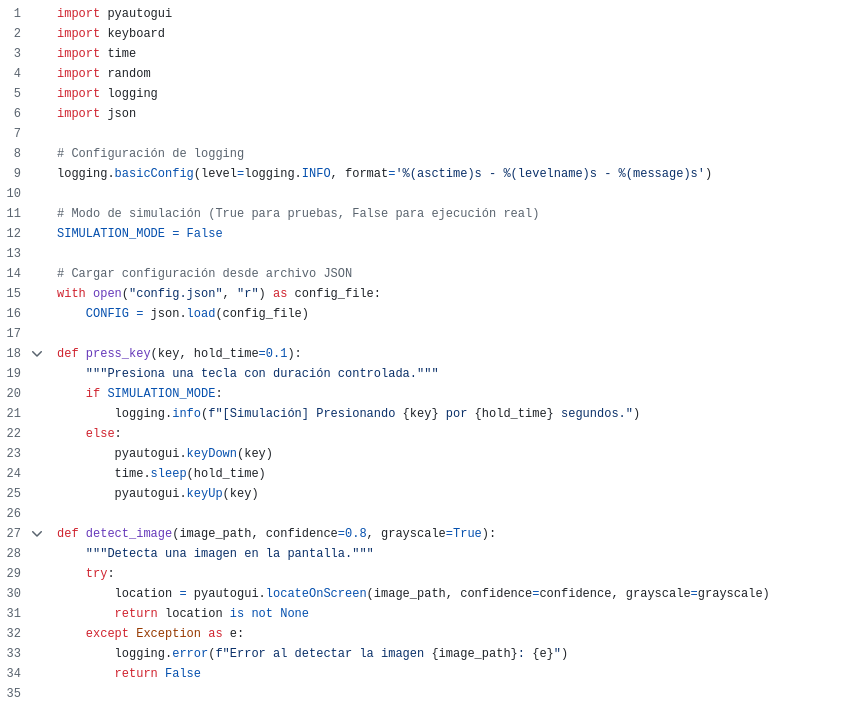 1 import pyautogui
2 import keyboard
3 import time
4 import random
5 import logging
6 import json
7
8 # Configuración de logging
9 logging.basicConfig(level=logging.INFO, format='%(asctime)s - %(levelname)s - %(message)s')
10
11 # Modo de simulación (True para pruebas, False para ejecución real)
12 SIMULATION_MODE = False
13
14 # Cargar configuración desde archivo JSON
15 with open("config.json", "r") as config_file:
16     CONFIG = json.load(config_file)
17
18 def press_key(key, hold_time=0.1):
19     """Presiona una tecla con duración controlada."""
20     if SIMULATION_MODE:
21         logging.info(f"[Simulación] Presionando {key} por {hold_time} segundos.")
22     else:
23         pyautogui.keyDown(key)
24         time.sleep(hold_time)
25         pyautogui.keyUp(key)
26
27 def detect_image(image_path, confidence=0.8, grayscale=True):
28     """Detecta una imagen en la pantalla."""
29     try:
30         location = pyautogui.locateOnScreen(image_path, confidence=confidence, grayscale=grayscale)
31         return location is not None
32     except Exception as e:
33         logging.error(f"Error al detectar la imagen {image_path}: {e}")
34         return False
35